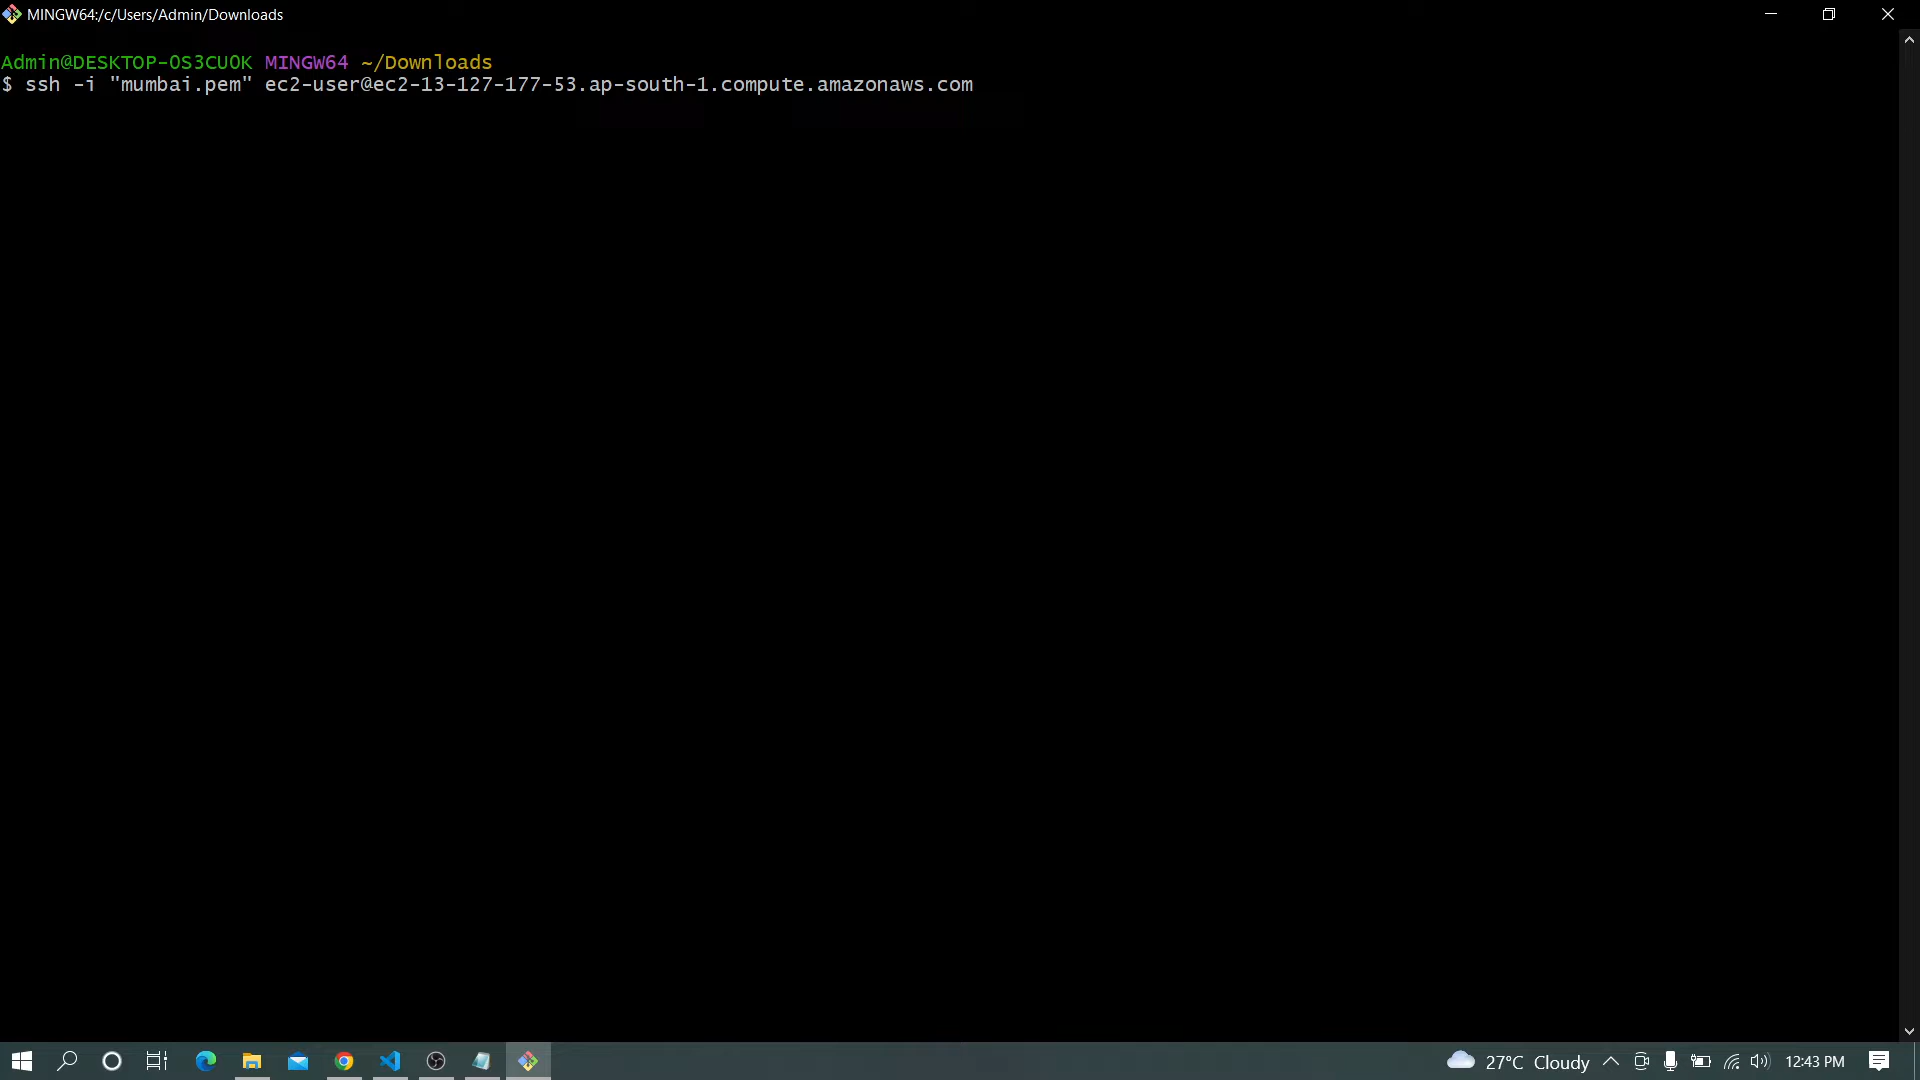 MINGW64:/c/Users/Admin/Downloads
Admin@DESKTOP-OS3CUOK MINGW64 ~/Downloads
$ ssh -i "mumbai.pem" ec2-user@ec2-13-127-177-53.ap-south-1.compute.amazonaws.com
27°C Cloudy 12:43 PM